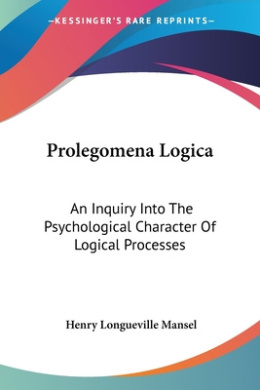 KESSINGER'S RARE REPRINTS
Prolegomena Logica
An Inquiry Into The
Psychological Character Of
Logical Processes
Henry Longueville Mansel